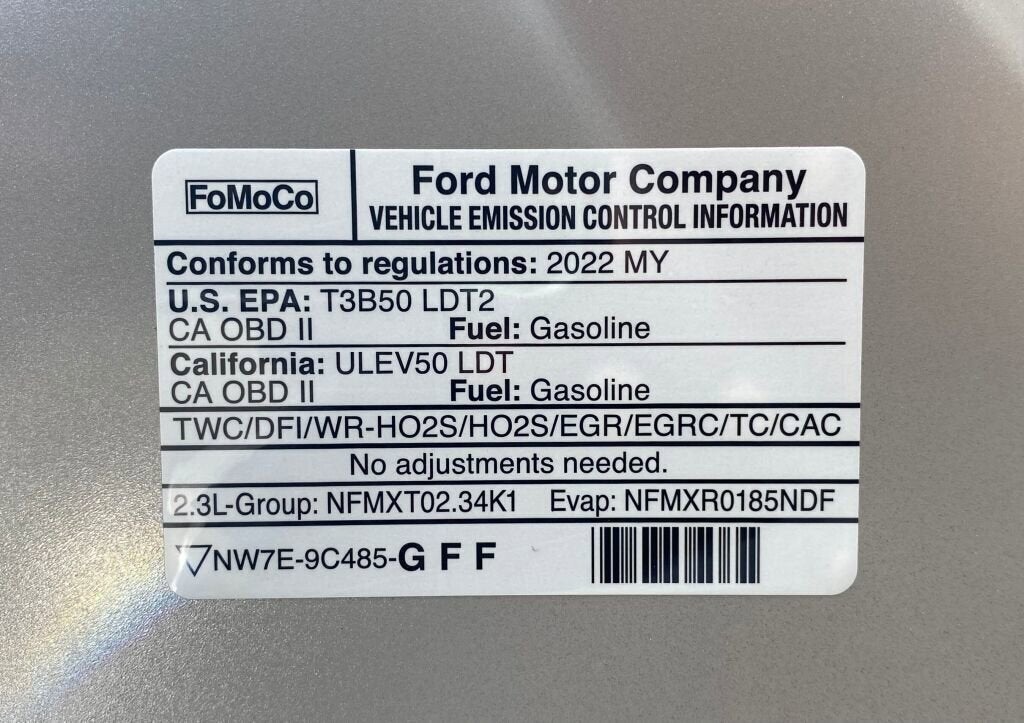 FoMoCo
Ford Motor Company
VEHICLE EMISSION CONTROL INFORMATION
Conforms to regulations: 2022 MY
U.S. EPA: T3B50 LDT2
CA OBD II Fuel: Gasoline
California: ULEV50 LDT
CA OBD II Fuel: Gasoline
TWC/DFI/WR-HO2S/HO2S/EGR/EGRC/TC/CAC
No adjustments needed.
2.3L-Group: NFMXT02.34K1 Evap: NFMXR0185NDF
NW7E-9C485-G F F